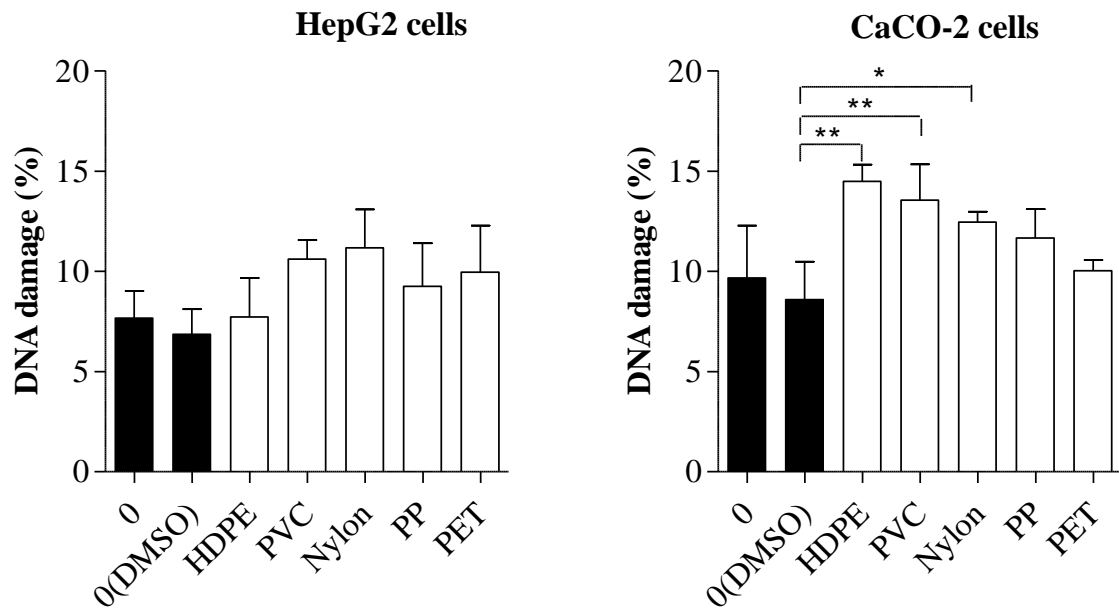 HepG2 cells
DNA damage (%)
20
15
10
5
0
0
0(DMSO)
HDPE
PVC
Nylon
PP
PET
CaCO-2 cells
DNA damage (%)
20
15
10
5
0
*
**
**
0
0(DMSO)
HDPE
PVC
Nylon
PP
PET